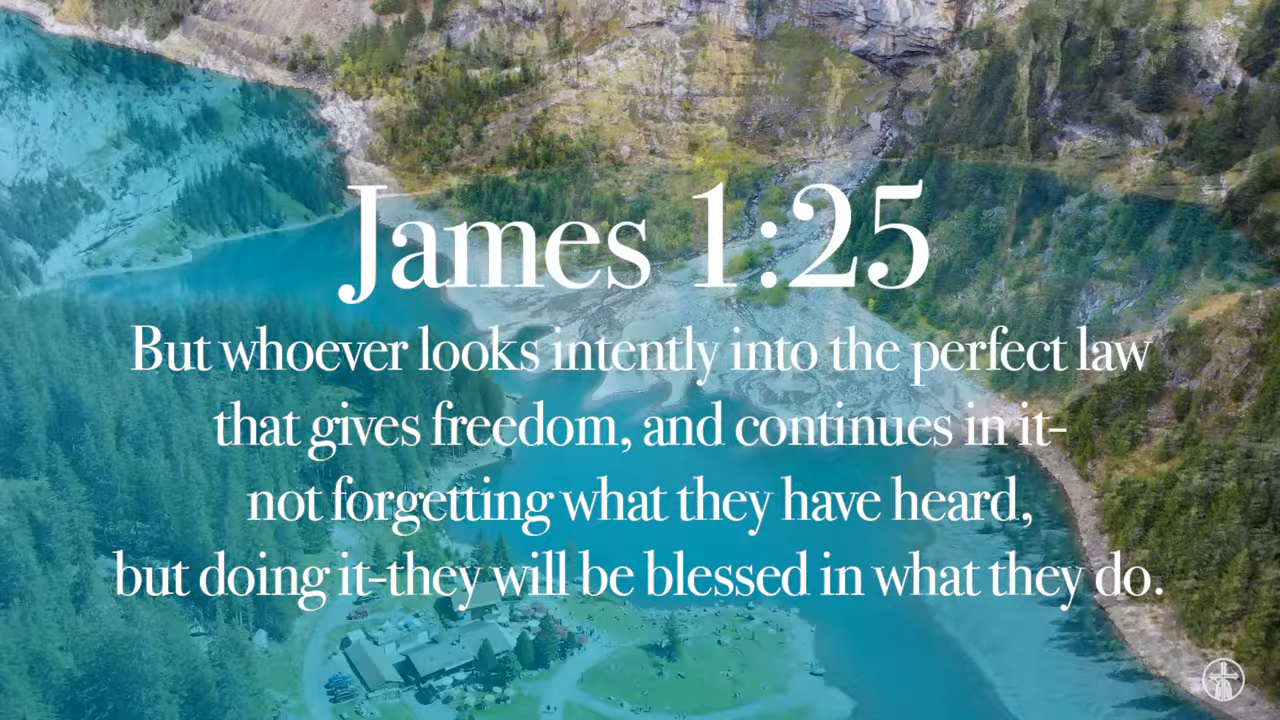 James 1:25
But whoever looks intently into the perfect law
that gives freedom, and continues in it-
not forgetting what they have heard,
but doing it-they will be blessed in what they do.